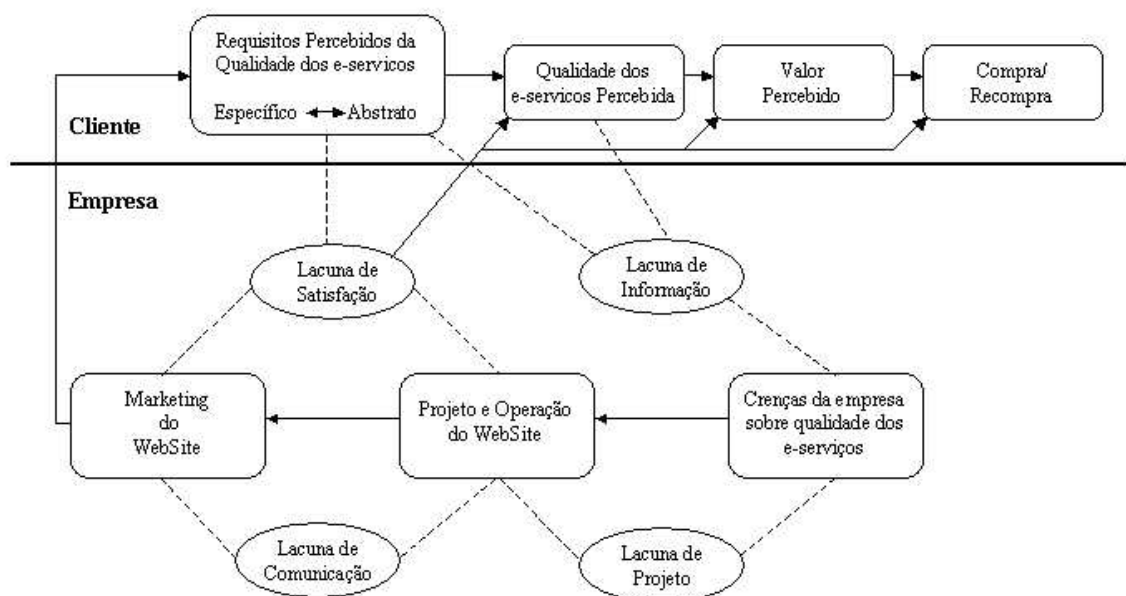 Requisitos Percebidos da
Qualidade dos e-servicos
Específico Abstrato
Qualidade dos
e-servicos Percebida
Valor
Percebido
Compra/
Recompra
Cliente
Empresa
Lacuna de
Satisfação
Lacuna de
Informação
Marketing
do
WebSite
Projeto e Operação
do WebSite
Crenças da empresa
sobre qualidade dos
e-serviços
Lacuna de
Comunicação
Lacuna de
Projeto